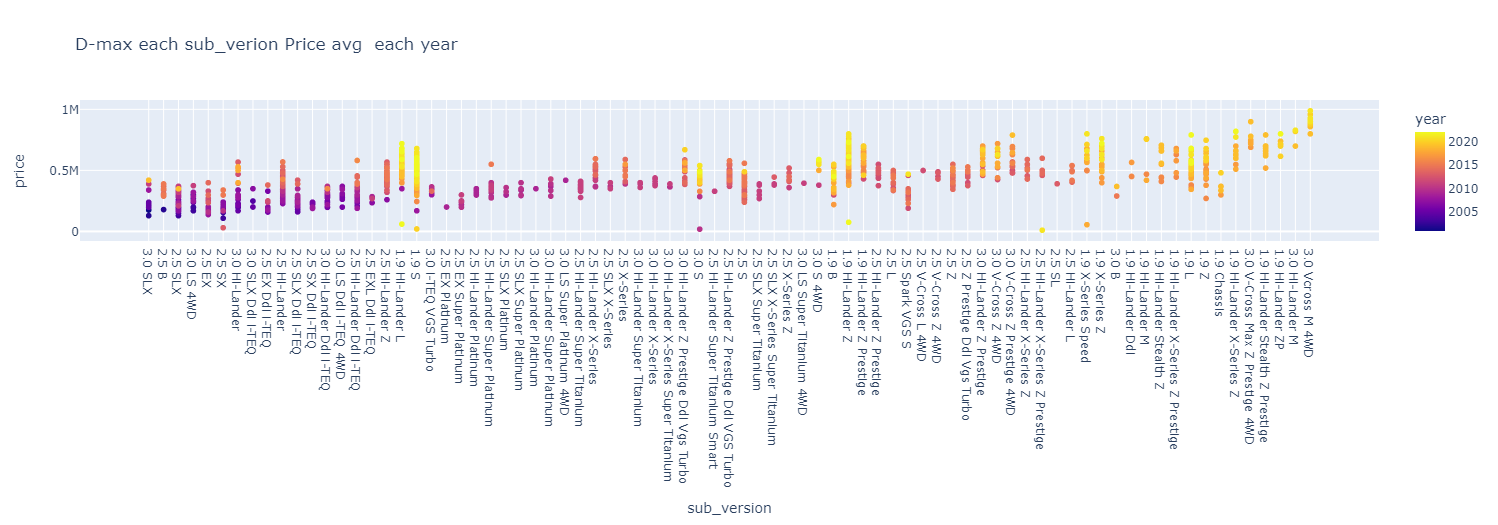 D-max each sub_verion Price avg  each year
price
1M
0.5M
0
3.0 SLX
2.5 B
2.5 SLX
3.0 LS 4WD
2.5 EX
2.5 SX
3.0 Hi-Lander
3.0 SLX Ddi I-TEQ
2.5 EX Ddi I-TEQ
2.5 Hi-Lander
2.5 SLX Ddi I-TEQ
2.5 SX Ddi I-TEQ
3.0 Hi-Lander Ddi I-TEQ
3.0 LS Ddi I-TEQ 4WD
2.5 Hi-Lander Ddi I-TEQ
2.5 EXL Ddi I-TEQ
2.5 Hi-Lander Z
1.9 Hi-Lander L
1.9 S
3.0 I-TEQ VGS Turbo
2.5 EX Platinum
2.5 EX Super Platinum
2.5 Hi-Lander Platinum
2.5 Hi-Lander Super Platinum
2.5 SLX Platinum
2.5 SLX Super Platinum
3.0 Hi-Lander Platinum
3.0 Hi-Lander Super Platinum
3.0 LS Super Platinum 4WD
2.5 Hi-Lander Super Titanium
2.5 Hi-Lander X-Series
2.5 SLX X-Series
2.5 X-Series
3.0 Hi-Lander Super Titanium
3.0 Hi-Lander X-Series
3.0 Hi-Lander X-Series Super Titanium
3.0 Hi-Lander Z Prestige Ddi Vgs Turbo
3.0 S
2.5 Hi-Lander Super Titanium Smart
2.5 Hi-Lander Z Prestige Ddi VGS Turbo
2.5 S
2.5 SLX Super Titanium
2.5 SLX X-Series Super Titanium
2.5 X-Series Z
3.0 LS Super Titanium 4WD
3.0 S 4WD
1.9 B
1.9 Hi-Lander Z
1.9 Hi-Lander Z Prestige
2.5 Hi-Lander Z Prestige
2.5 L
2.5 Spark VGS S
2.5 V-Cross L 4WD
2.5 V-Cross Z 4WD
2.5 Z
2.5 Z Prestige Ddi Vgs Turbo
3.0 Hi-Lander Z Prestige
3.0 V-Cross Z 4WD
3.0 V-Cross Z Prestige 4WD
2.5 Hi-Lander X-Series Z
2.5 Hi-Lander X-Series Z Prestige
2.5 SL
2.5 Hi-Lander L
1.9 X-Series Speed
1.9 X-Series Z
3.0 B
1.9 Hi-Lander Ddi
1.9 Hi-Lander M
1.9 Hi-Lander Stealth Z
1.9 Hi-Lander X-Series Z Prestige
1.9 L
1.9 Z
1.9 Chassis
1.9 Hi-Lander X-Series Z
3.0 V-Cross Max Z Prestige 4WD
1.9 Hi-Lander Stealth Z Prestige
1.9 Hi-Lander ZP
3.0 Hi-Lander M
3.0 Vcross M 4WD
sub_version
year
2020
2015
2010
2005